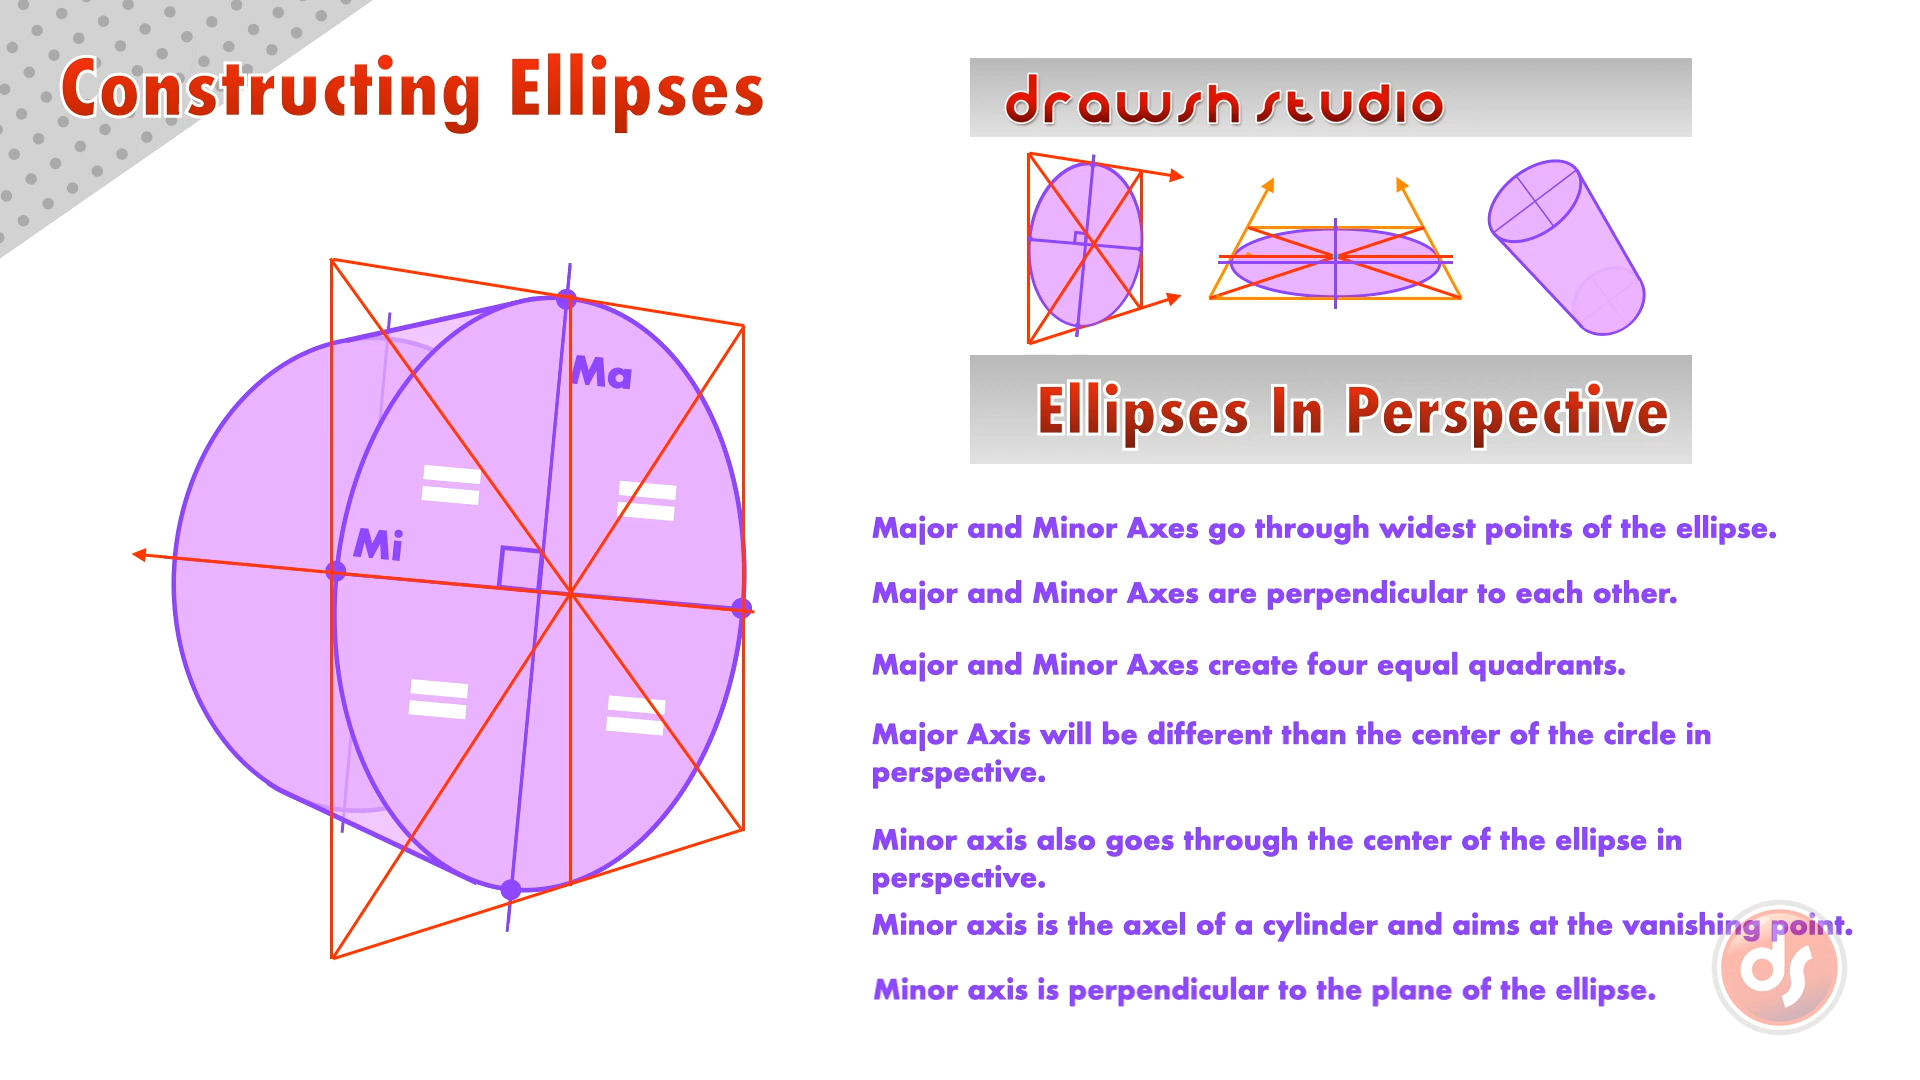 Constructing Ellipses
drawsh studio
Ma
Mi
Ellipses In Perspective
Major and Minor Axes go through widest points of the ellipse.
Major and Minor Axes are perpendicular to each other.
Major and Minor Axes create four equal quadrants.
Major Axis will be different than the center of the circle in
perspective.
Minor axis also goes through the center of the ellipse in
perspective.
Minor axis is the axel of a cylinder and aims at the vanishing point.
Minor axis is perpendicular to the plane of the ellipse.
ds